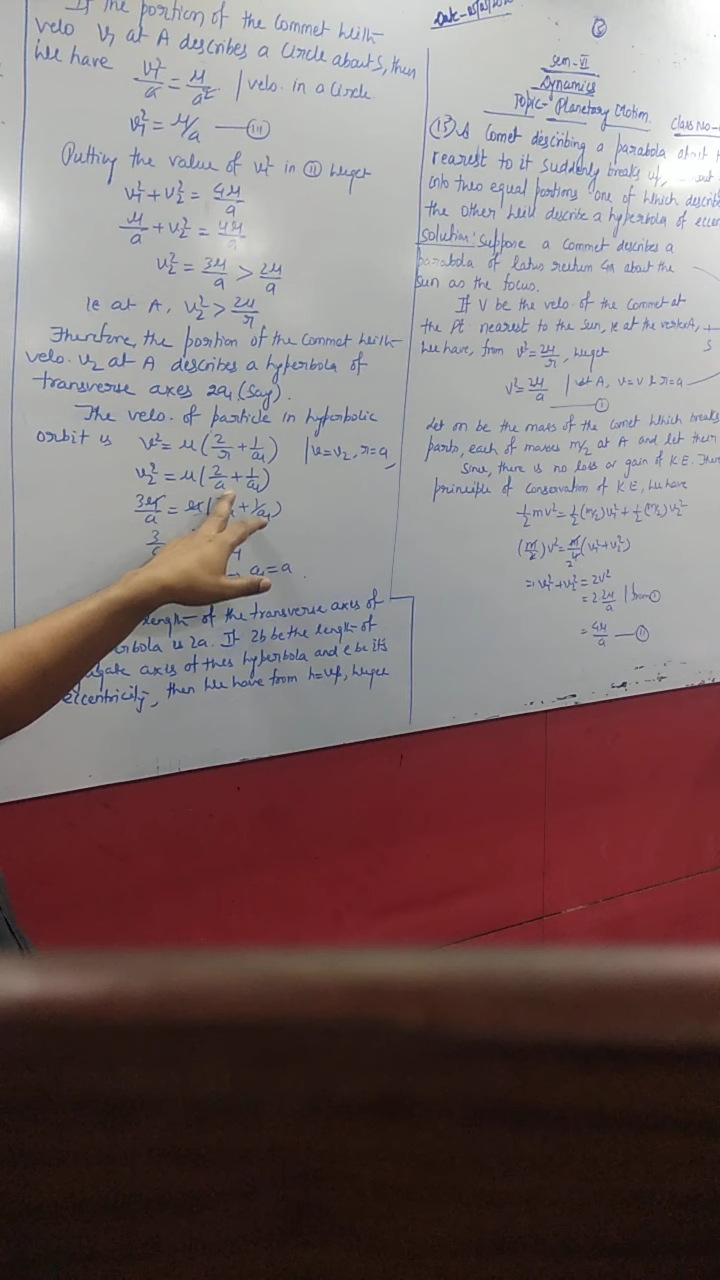 If the portion of the Commet with
velo v₁ at A describes a Circle about S, then
we have v₁²/a = μ/a² | velo. in a Circle.
v₁² = μ/a — (III)
Putting the value of v₁² in (II) we get
v₁² + v₂² = 4μ/a
μ/a + v₂² = 4μ/a
v₂² = 3μ/a > 2μ/a
ie at A, v₂² > 2μ/r
Therefore, the portion of the Commet with
velo. v₂ at A describes a hyperbola of
transverse axes 2a₁ (Say).
The velo. of particle in hyperbolic
orbit is v² = μ(2/r + 1/a₁) | v=v₂, r=a
v₂² = μ(2/a + 1/a₁)
3μ/a = μ( + 1/a₁)
3
a₁ = a
length of the transverse axis of
is 2a. If 2b be the length of
axis of thes hyperbola and e be its
eccentricity, then we have from h=vp, we get
Date-
(5)
Sem-VI
Dynamics
Topic- Planetary Motion.
Class No-
(13) A Comet describing a parabola about
nearest to it suddenly breaks up,
into two equal portions one of which describe
the other will describe a hyperbola of eccen
Solution: Suppose a Commet describes a
parabola of latus rectum 4a about the
Sun as the focus.
If V be the velo of the Commet at
the Pt nearest to the Sun, ie at the vertex A,
S
we have, from v² = 2μ/r, we get
v² = 2μ/a | at A, v=v & r=a
(I)
Let m be the mass of the comet which breaks
parts, each of masses m/2 at A and let their
Since, there is no loss or gain of K.E. Then
principle of Conservation of K.E, we have
½mv² = ½(m/2)v₁² + ½(m/2)v₂²
(m/2)v² = m/4(v₁²+v₂²)
2
⇒ v₁²+v₂² = 2v²
= 2.2μ/a | from (I)
= 4μ/a — (II)